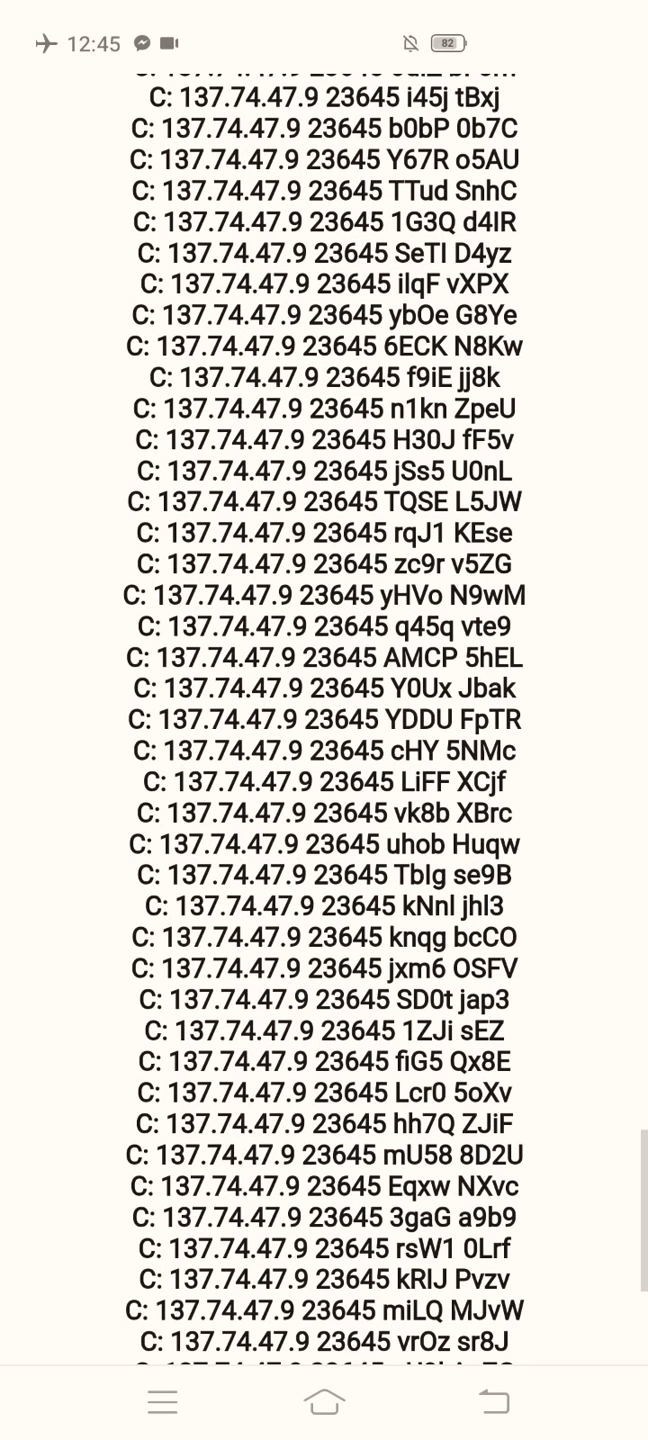 12:45
82
C: 137.74.47.9 23645 i45j tBxj
C: 137.74.47.9 23645 b0bP 0b7C
C: 137.74.47.9 23645 Y67R o5AU
C: 137.74.47.9 23645 TTud SnhC
C: 137.74.47.9 23645 1G3Q d4IR
C: 137.74.47.9 23645 SeTI D4yz
C: 137.74.47.9 23645 ilqF vXPX
C: 137.74.47.9 23645 ybOe G8Ye
C: 137.74.47.9 23645 6ECK N8Kw
C: 137.74.47.9 23645 f9iE jj8k
C: 137.74.47.9 23645 n1kn ZpeU
C: 137.74.47.9 23645 H30J fF5v
C: 137.74.47.9 23645 jSs5 U0nL
C: 137.74.47.9 23645 TQSE L5JW
C: 137.74.47.9 23645 rqJ1 KEse
C: 137.74.47.9 23645 zc9r v5ZG
C: 137.74.47.9 23645 yHVo N9wM
C: 137.74.47.9 23645 q45q vte9
C: 137.74.47.9 23645 AMCP 5hEL
C: 137.74.47.9 23645 Y0Ux Jbak
C: 137.74.47.9 23645 YDDU FpTR
C: 137.74.47.9 23645 cHY 5NMc
C: 137.74.47.9 23645 LiFF XCjf
C: 137.74.47.9 23645 vk8b XBrc
C: 137.74.47.9 23645 uhob Huqw
C: 137.74.47.9 23645 TbIg se9B
C: 137.74.47.9 23645 kNnl jhl3
C: 137.74.47.9 23645 knqg bcCO
C: 137.74.47.9 23645 jxm6 OSFV
C: 137.74.47.9 23645 SD0t jap3
C: 137.74.47.9 23645 1ZJi sEZ
C: 137.74.47.9 23645 fiG5 Qx8E
C: 137.74.47.9 23645 Lcr0 5oXv
C: 137.74.47.9 23645 hh7Q ZJiF
C: 137.74.47.9 23645 mU58 8D2U
C: 137.74.47.9 23645 Eqxw NXvc
C: 137.74.47.9 23645 3gaG a9b9
C: 137.74.47.9 23645 rsW1 0Lrf
C: 137.74.47.9 23645 kRIJ Pvzv
C: 137.74.47.9 23645 miLQ MJvW
C: 137.74.47.9 23645 vrOz sr8J